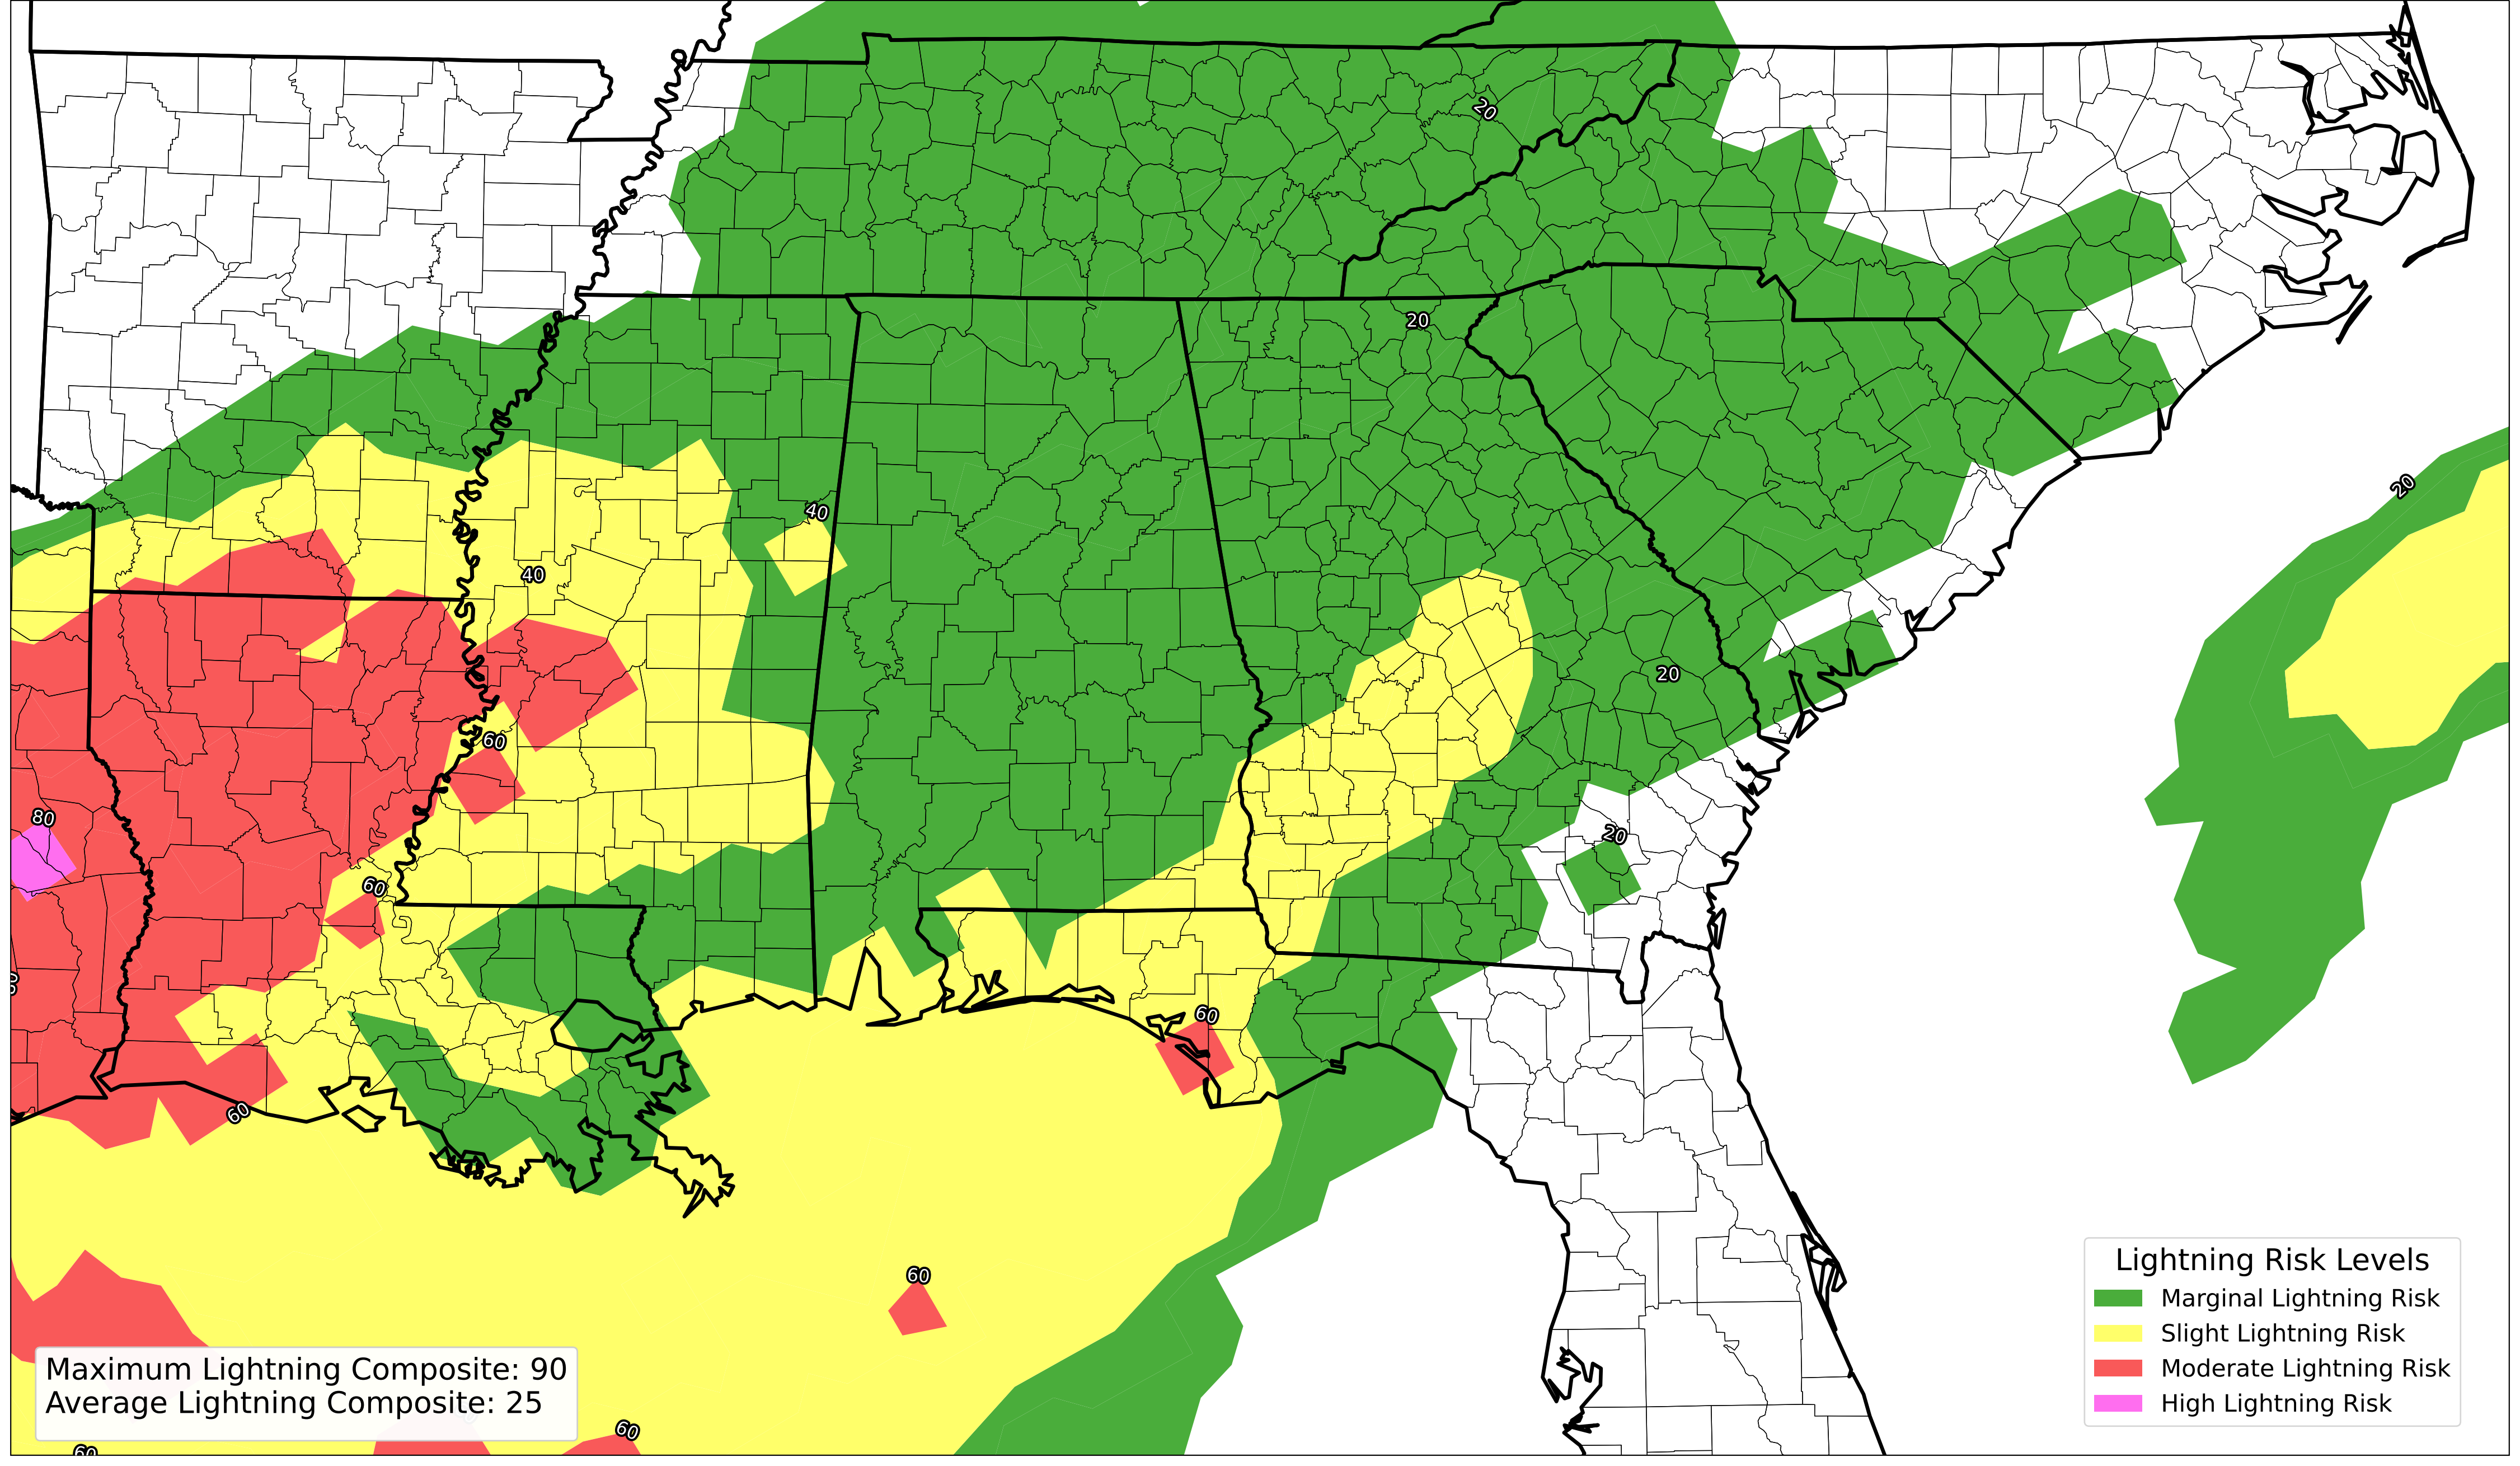 20
20
20
40
40
20
60
80
20
60
60
60
60
60
60
Lightning Risk Levels
Marginal Lightning Risk
Slight Lightning Risk
Moderate Lightning Risk
High Lightning Risk
Maximum Lightning Composite: 90
Average Lightning Composite: 25